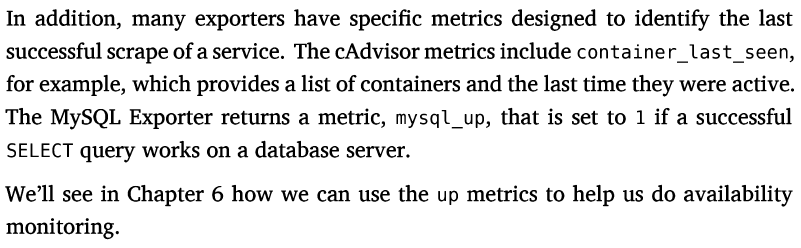 In addition, many exporters have specific metrics designed to identify the last
successful scrape of a service. The cAdvisor metrics include container_last_seen,
for example, which provides a list of containers and the last time they were active.
The MySQL Exporter returns a metric, mysql_up, that is set to 1 if a successful
SELECT query works on a database server.
We’ll see in Chapter 6 how we can use the up metrics to help us do availability
monitoring.